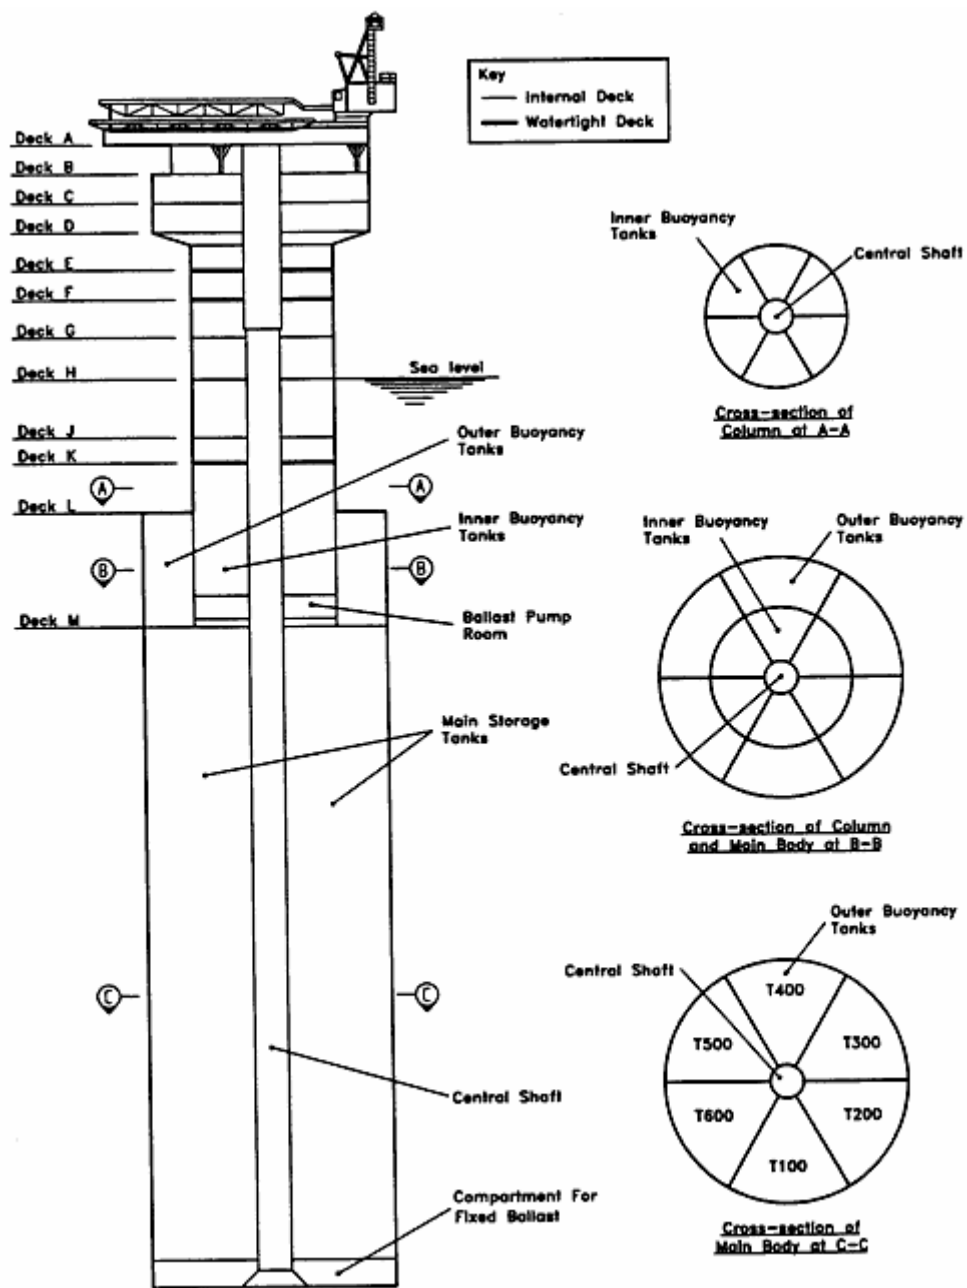 Key
Internal Deck
Watertight Deck
Deck A
Deck B
Deck C
Deck D
Deck E
Deck F
Deck G
Deck H
Sea level
Deck J
Deck K
Deck L
Deck M
A
A
B
B
C
C
Outer Buoyancy
Tanks
Inner Buoyancy
Tanks
Ballast Pump
Room
Main Storage
Tanks
Central Shaft
Compartment For
Fixed Ballast
Inner Buoyancy
Tanks
Central Shaft
Cross-section of
Column at A-A
Inner Buoyancy
Tanks
Outer Buoyancy
Tanks
Central Shaft
Cross-section of Column
and Main Body at B-B
Outer Buoyancy
Tanks
Central Shaft
T400
T500
T300
T600
T200
T100
Cross-section of
Main Body at C-C